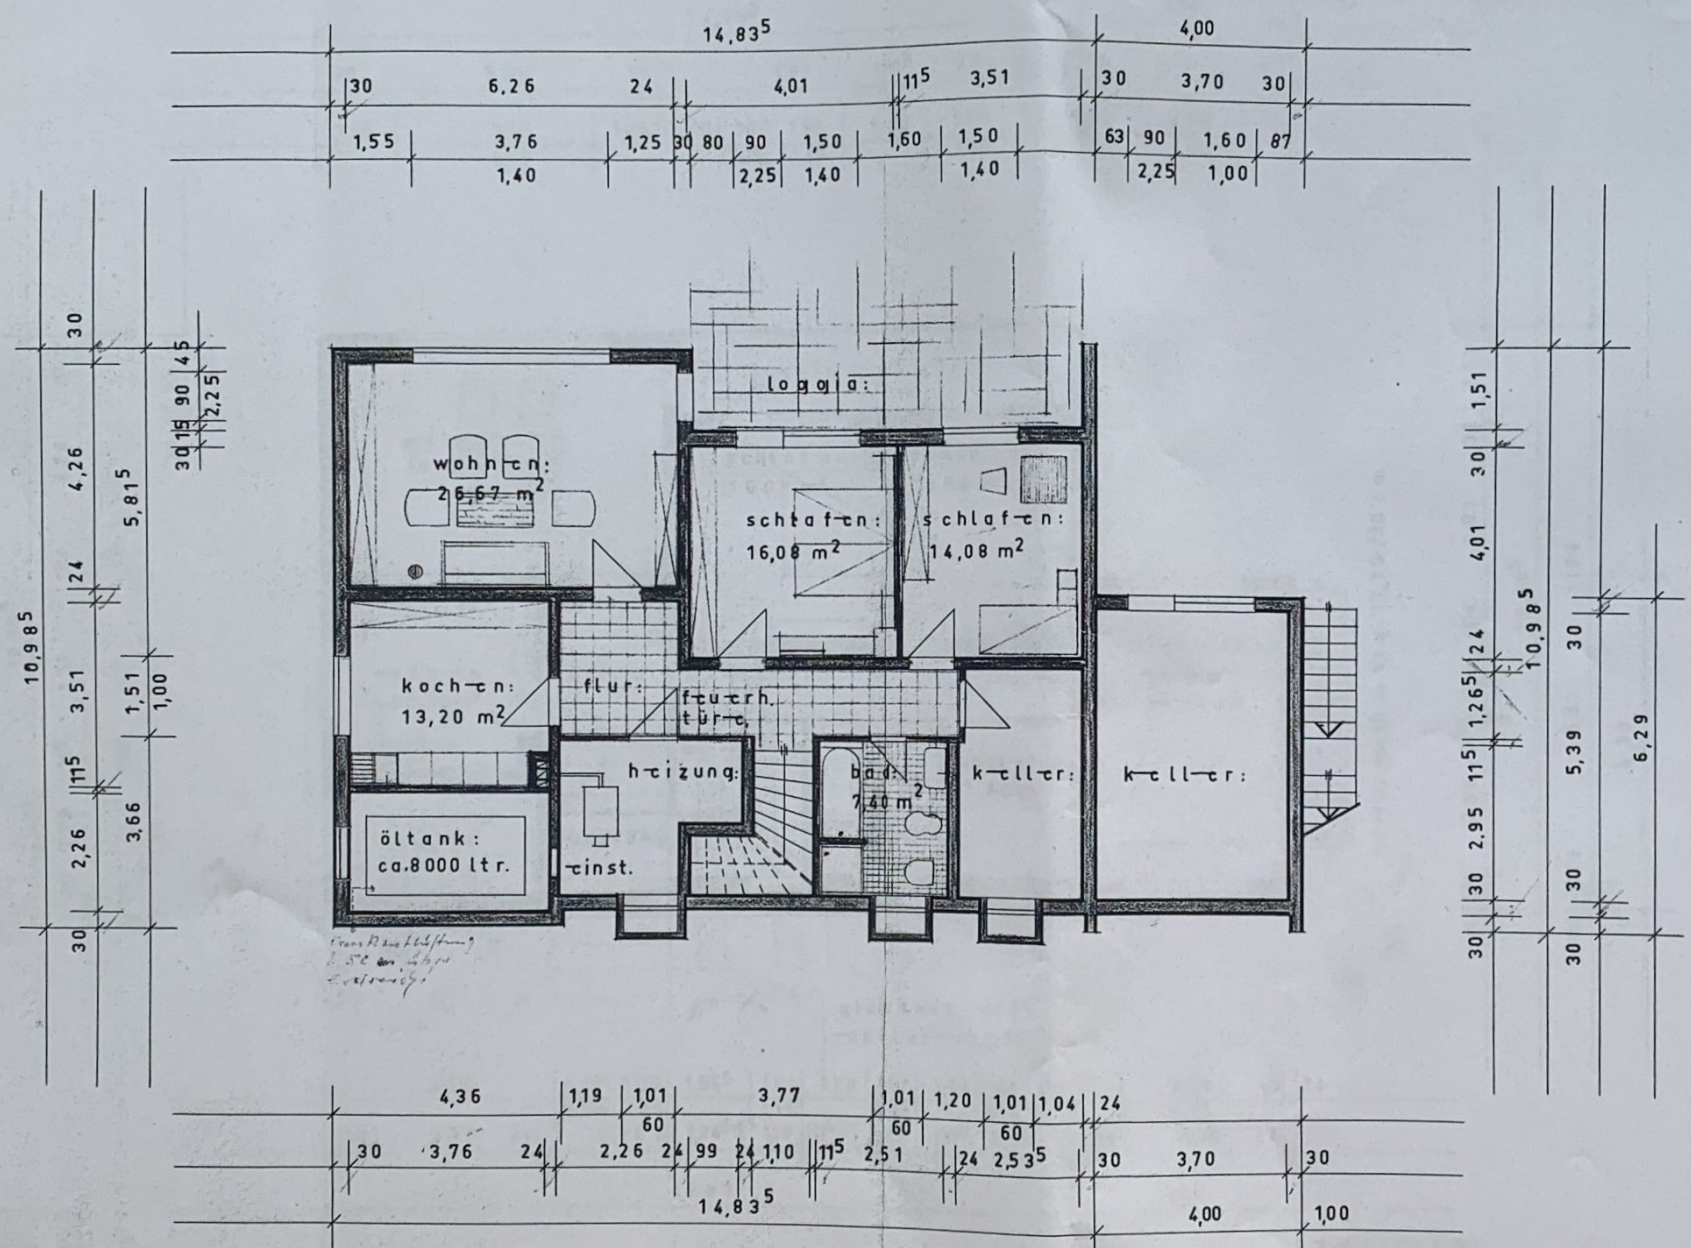 14,83⁵ 4,00
30 6,26 24 4,01 11⁵ 3,51 30 3,70 30
1,55 3,76 1,25 30 80 90 1,50 1,60 1,50 63 90 1,60 87
1,40 2,25 1,40 1,40 2,25 1,00
30
45
90
2,25
15
30
4,26
5,81⁵
24
10,98⁵
3,51
1,51
1,00
11⁵
3,66
2,26
30
loggia:
wohnen:
26,67 m²
schlafen:
16,08 m²
schlafen:
14,08 m²
kochen:
13,20 m²
flur:
feuerh.
türe,
heizung:
einst.
bad:
7,40 m²
keller:
keller:
öltank:
ca.8000 ltr.
1,51
30
4,01
24
10,98⁵
30
1,26⁵
11⁵
5,39
6,29
2,95
30
30
30
30
4,36 1,19 1,01 3,77 1,01 1,20 1,01 1,04 24
60 60 60
30 3,76 24 2,26 24 99 24 1,10 11⁵ 2,51 24 2,53⁵ 30 3,70 30
14,83⁵ 4,00 1,00